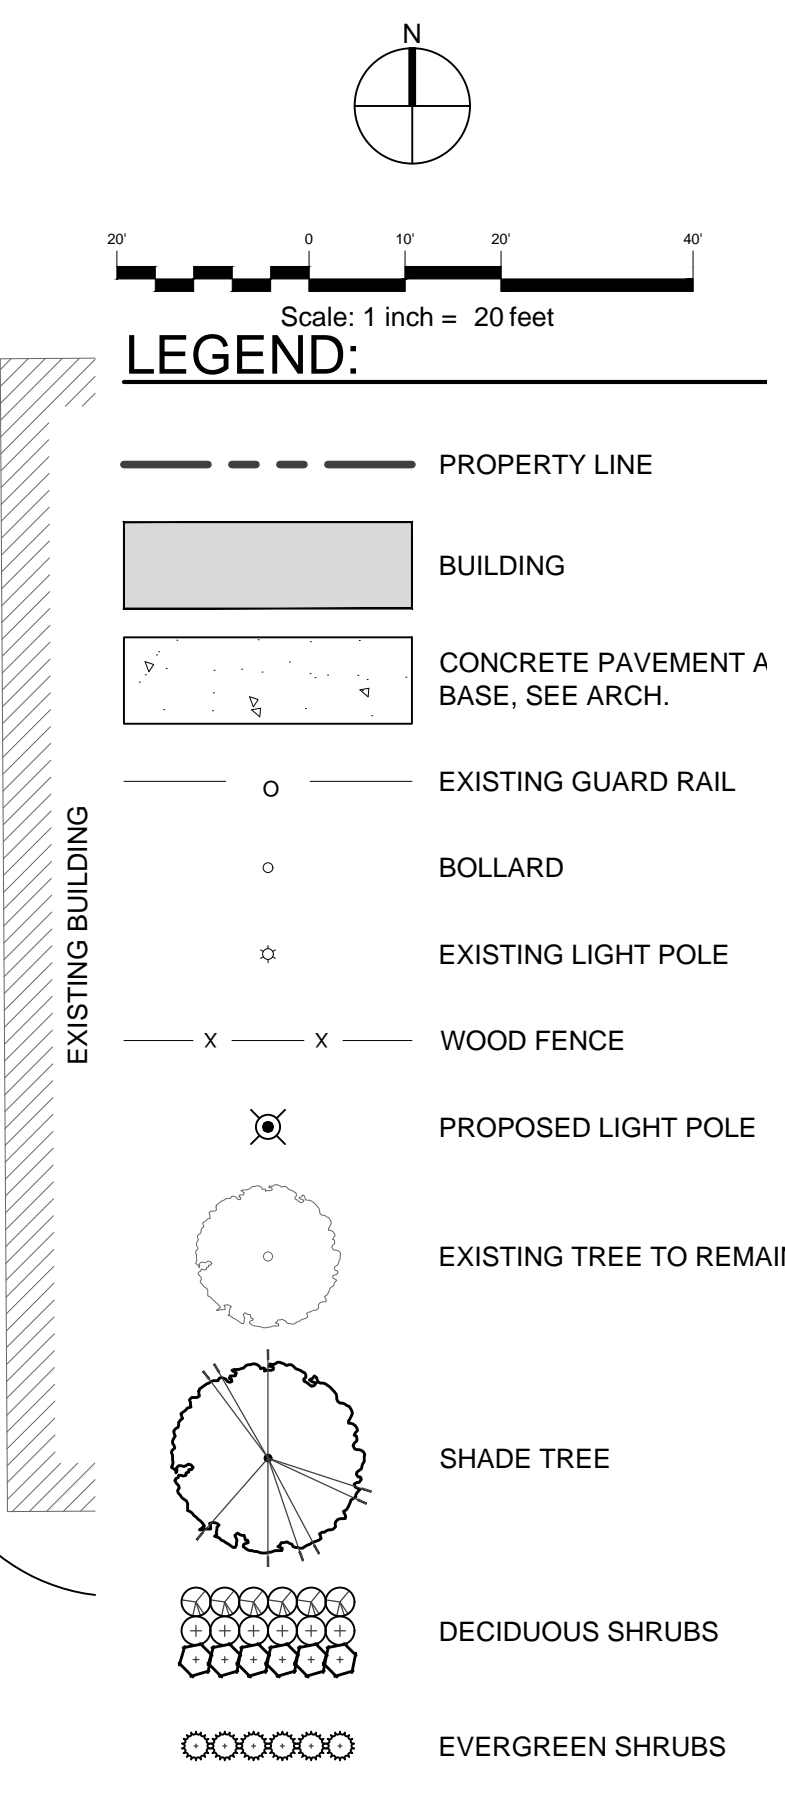 N
20' 0 10' 20' 40'
Scale: 1 inch = 20 feet
LEGEND:
PROPERTY LINE
BUILDING
CONCRETE PAVEMENT A
BASE, SEE ARCH.
O
EXISTING GUARD RAIL
BOLLARD
EXISTING LIGHT POLE
X X
WOOD FENCE
PROPOSED LIGHT POLE
EXISTING TREE TO REMAI
SHADE TREE
DECIDUOUS SHRUBS
EVERGREEN SHRUBS
EXISTING BUILDING